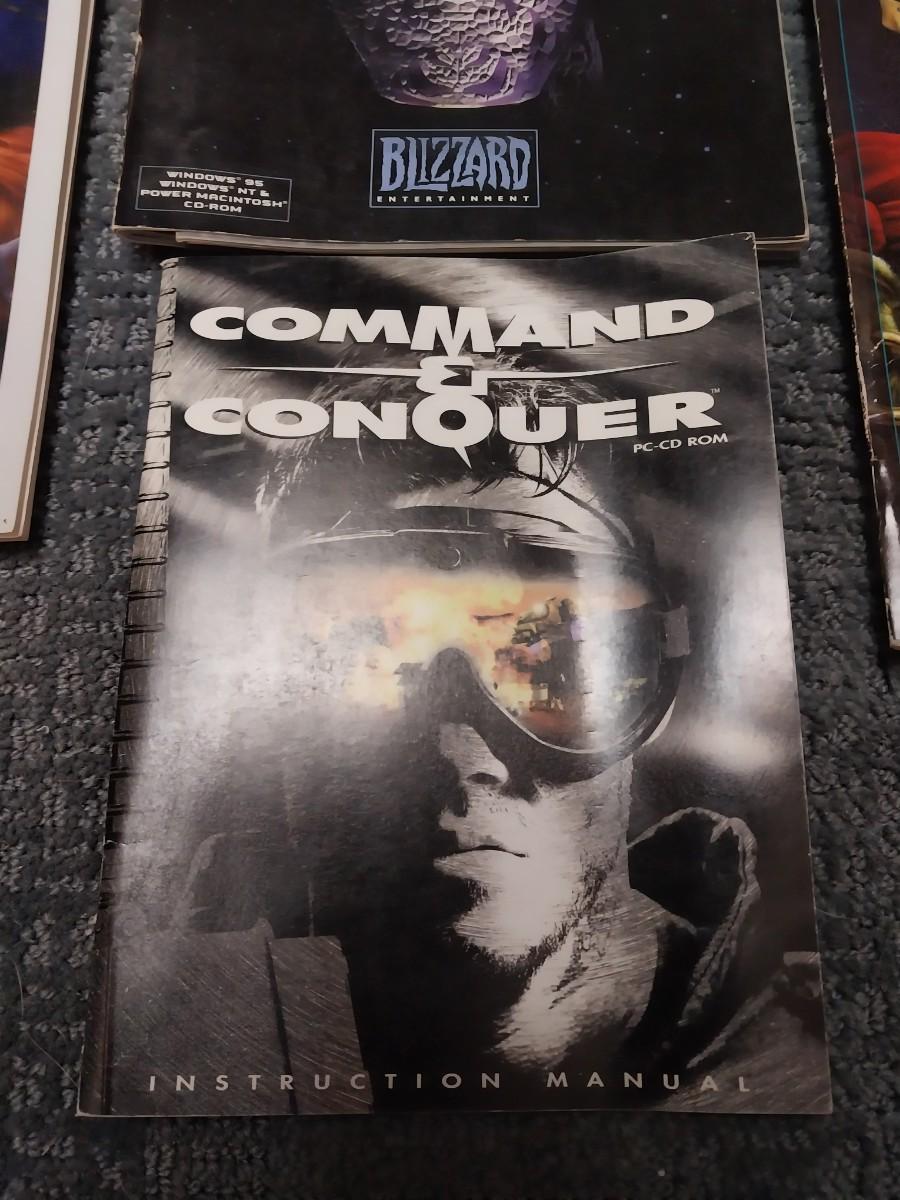 BLIZZARD
ENTERTAINMENT
WINDOWS® 95
WINDOWS® NT &
POWER MACINTOSH®
CD-ROM
COMMAND
&
CONQUER™
PC-CD ROM
INSTRUCTION MANUAL